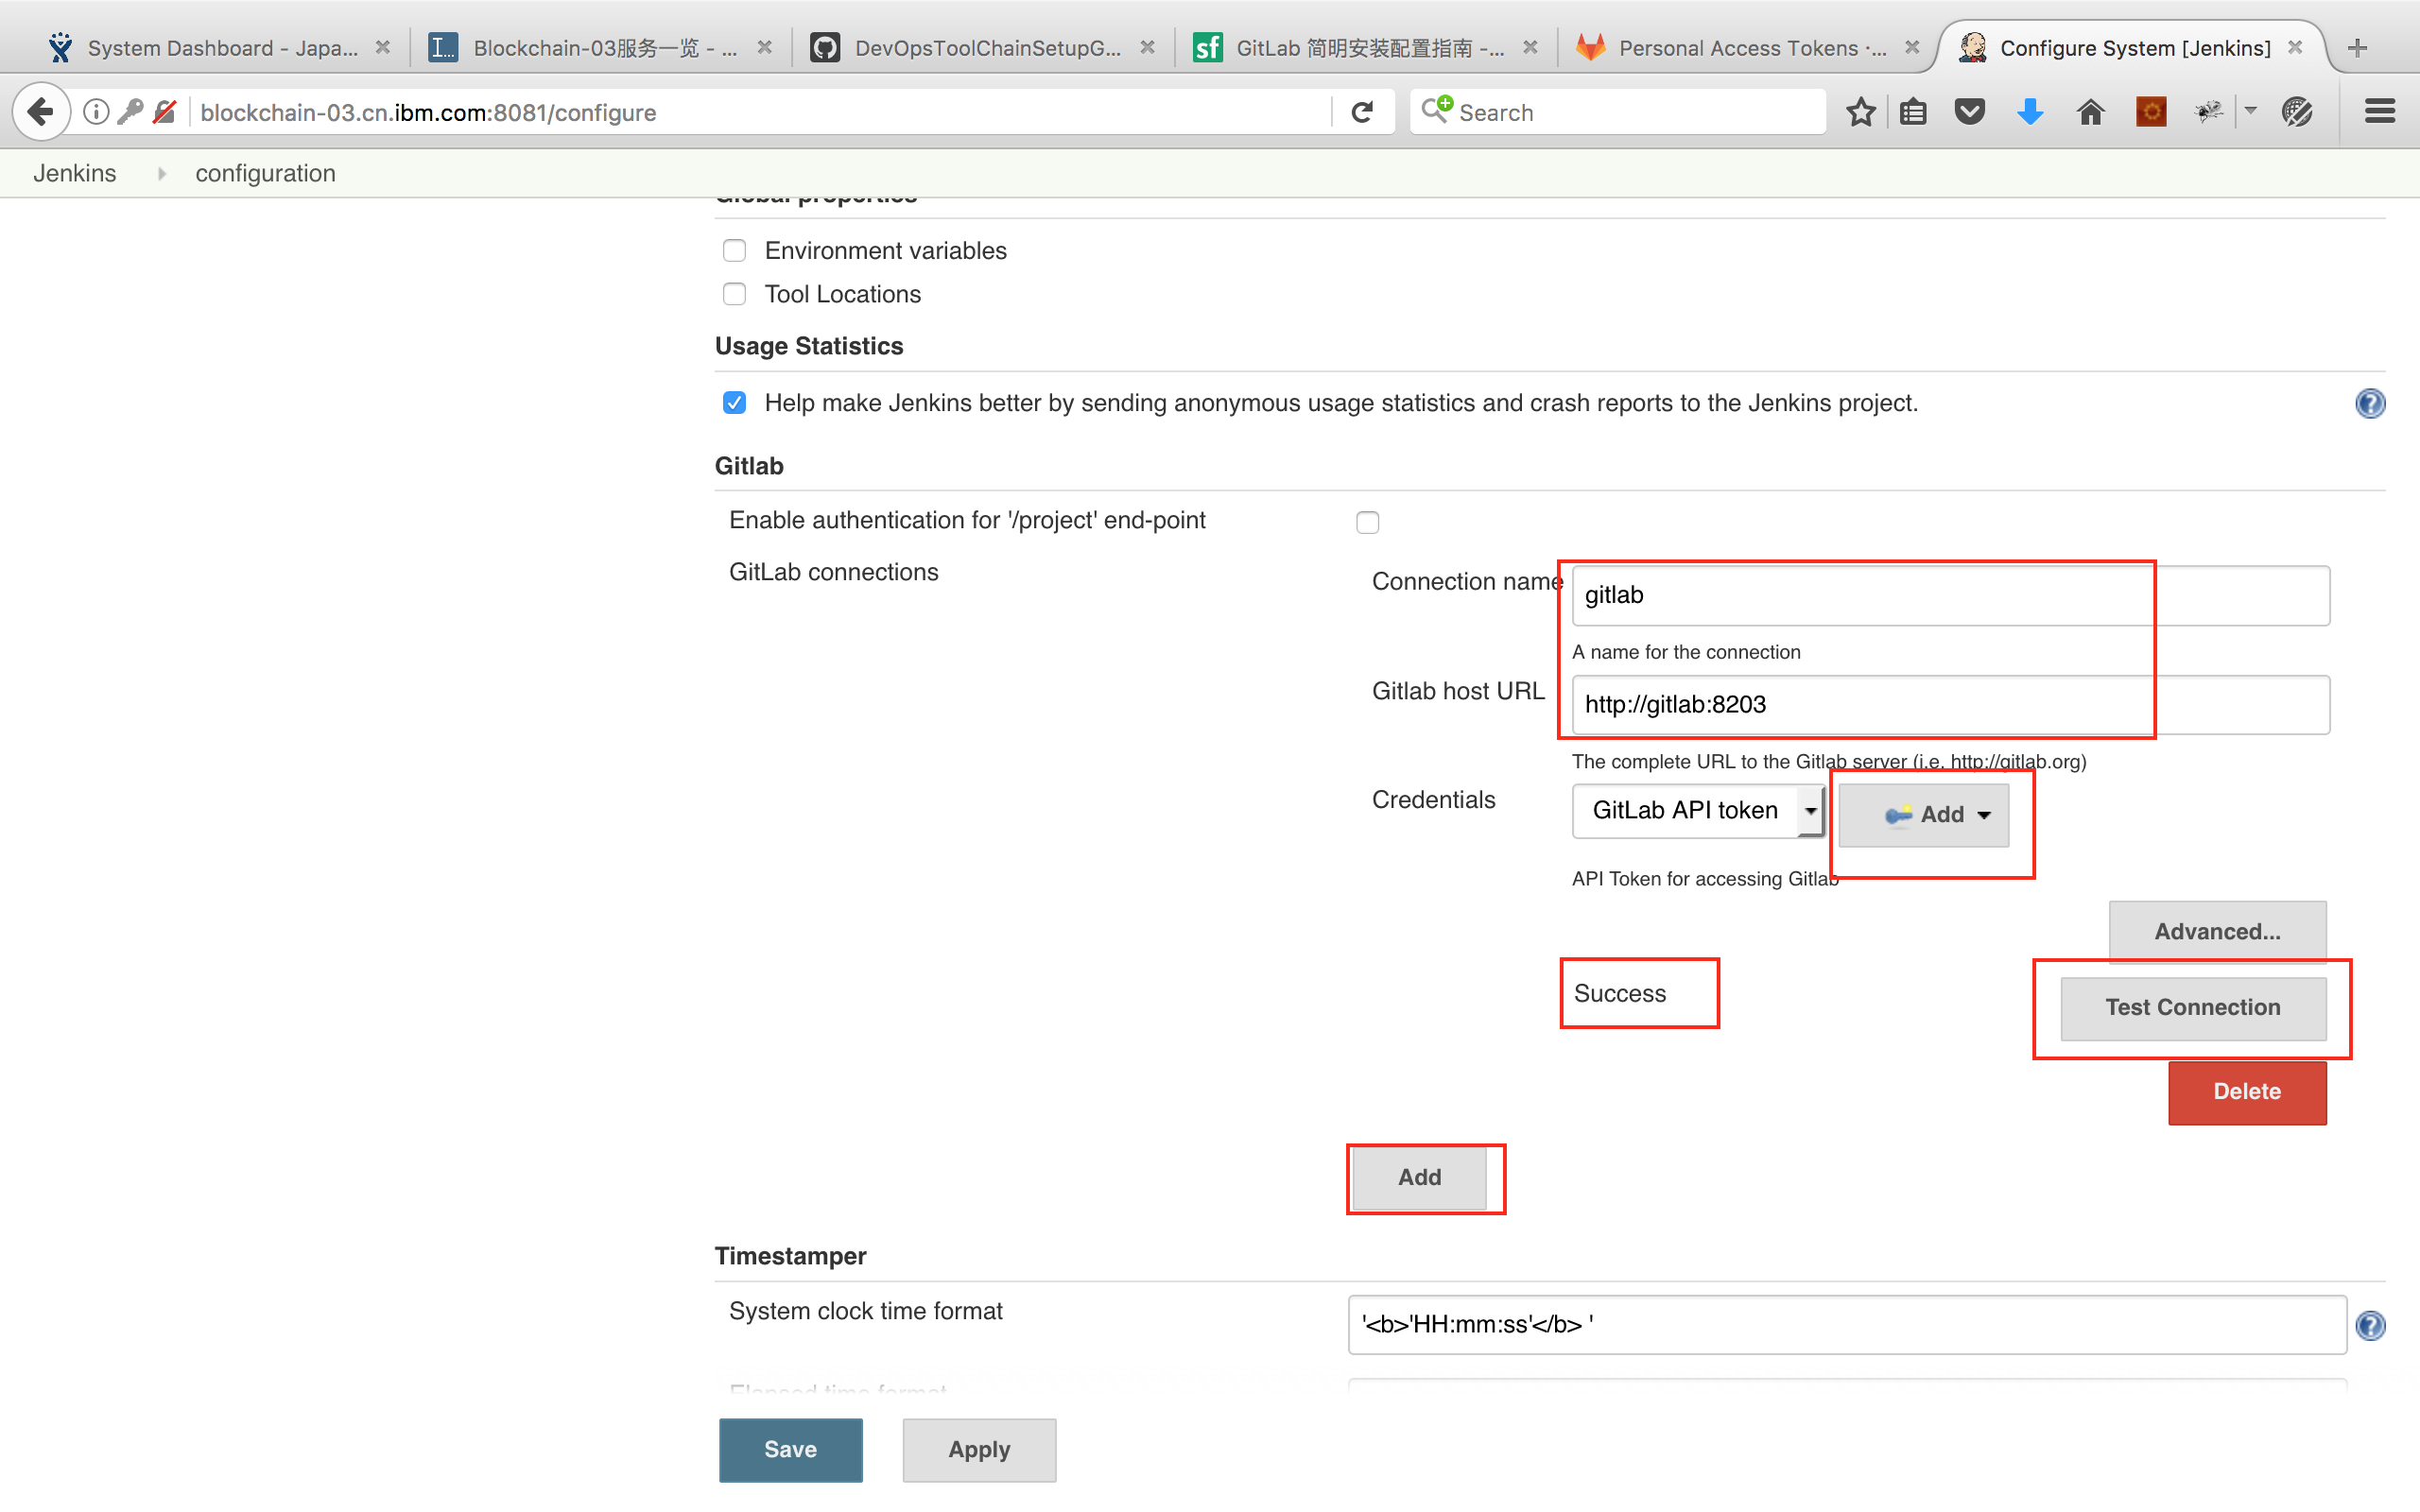 System Dashboard - Japa...
Blockchain-03服务一览 - ...
DevOpsToolChainSetupG...
GitLab 简明安装配置指南 -...
Personal Access Tokens ·...
Configure System [Jenkins]
blockchain-03.cn.ibm.com:8081/configure
Search
Jenkins
configuration
Global properties
Environment variables
Tool Locations
Usage Statistics
Help make Jenkins better by sending anonymous usage statistics and crash reports to the Jenkins project.
Gitlab
Enable authentication for '/project' end-point
GitLab connections
Connection name
gitlab
A name for the connection
Gitlab host URL
http://gitlab:8203
The complete URL to the Gitlab server (i.e. http://gitlab.org)
Credentials
GitLab API token
Add
API Token for accessing Gitlab
Advanced...
Success
Test Connection
Delete
Add
Timestamper
System clock time format
'<b>'HH:mm:ss'</b> '
Elapsed time format
Save
Apply